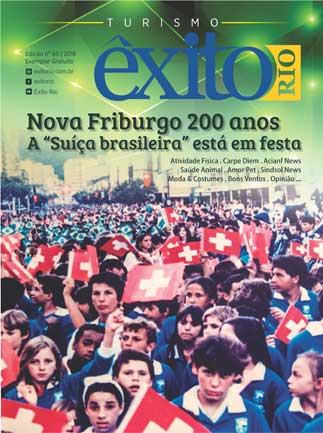 TURISMO
Edição nº 65 | 2018
Exemplar Gratuito
exitorio.com.br
exitorio
Êxito Rio
êxito
RIO
Nova Friburgo 200 anos
A “Suíça brasileira” está em festa
Atividade Física . Carpe Diem . Acianf News
Saúde Animal . Amor Pet . Sindsol News
Moda & Costumes . Bons Ventos . Opinião ...